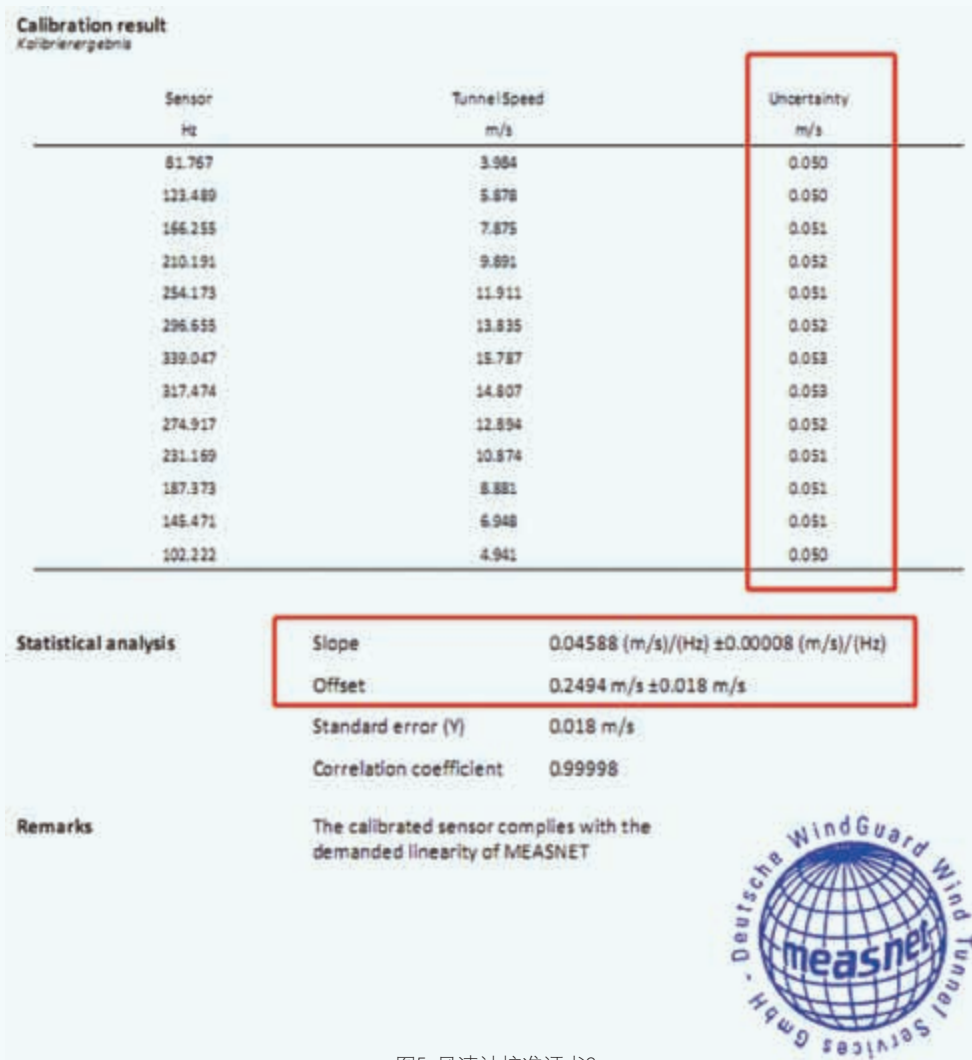 Calibration result
Kalibrierergebnis
Sensor Tunnel Speed Uncertainty
Hz m/s m/s
81.767 3.984 0.050
123.489 5.878 0.050
166.255 7.875 0.051
210.191 9.891 0.052
254.173 11.911 0.051
296.655 13.835 0.052
339.047 15.787 0.053
317.474 14.807 0.053
274.917 12.894 0.052
231.169 10.874 0.051
187.373 8.881 0.051
145.471 6.948 0.051
102.222 4.941 0.050
Statistical analysis Slope 0.04588 (m/s)/(Hz) ±0.00008 (m/s)/(Hz)
Offset 0.2494 m/s ±0.018 m/s
Standard error (Y) 0.018 m/s
Correlation coefficient 0.99998
Remarks The calibrated sensor complies with the
demanded linearity of MEASNET
Deutsche WindGuard Wind Tunnel Services GmbH -
measnet